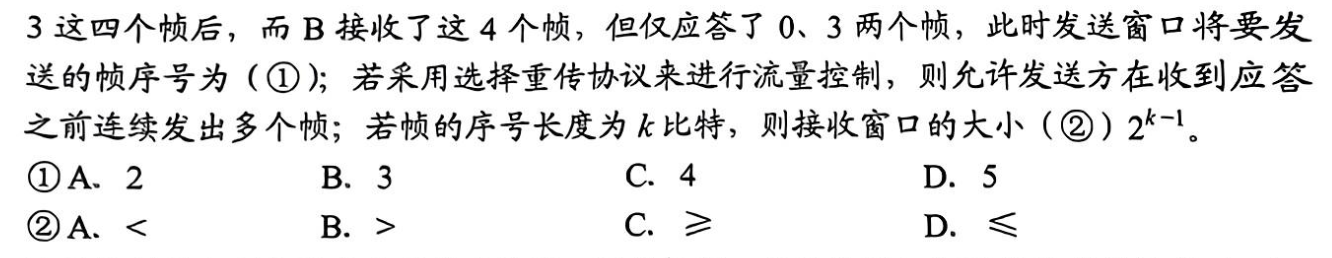 3 这四个帧后，而 B 接收了这 4 个帧，但仅应答了 0、3 两个帧，此时发送窗口将要发
送的帧序号为（①）；若采用选择重传协议来进行流量控制，则允许发送方在收到应答
之前连续发出多个帧；若帧的序号长度为 k 比特，则接收窗口的大小（②）2^{k-1}。
① A. 2 B. 3 C. 4 D. 5
② A. < B. > C. ≥ D. ≤